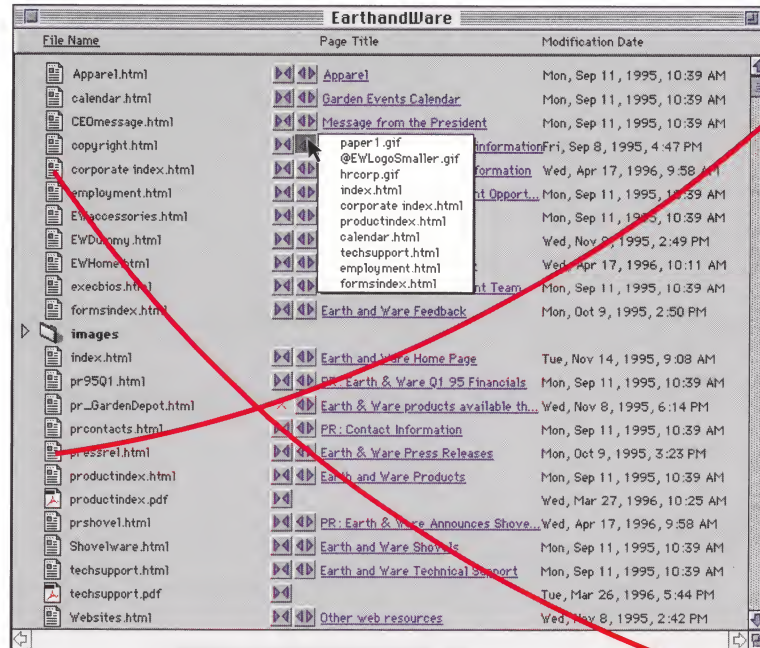 EarthandWare
File Name Page Title Modification Date
Apparel.html Apparel Mon, Sep 11, 1995, 10:39 AM
calendar.html Garden Events Calendar Mon, Sep 11, 1995, 10:39 AM
CEOmessage.html Message from the President Mon, Sep 11, 1995, 10:39 AM
copyright.html paper1.gif information Fri, Sep 8, 1995, 4:47 PM
@EWLogoSmaller.gif
corporate index.html hrcorp.gif formation Wed, Apr 17, 1996, 9:58 AM
employment.html index.html nt Opport... Mon, Sep 11, 1995, 10:39 AM
EWaccessories.html corporate index.html Mon, Sep 11, 1995, 10:39 AM
productindex.html
EWDummy.html calendar.html Wed, Nov 8, 1995, 2:49 PM
EWHome.html techsupport.html Wed, Apr 17, 1996, 10:11 AM
execbios.html employment.html nt Team Mon, Sep 11, 1995, 10:39 AM
formsindex.html
formsindex.html Earth and Ware Feedback Mon, Oct 9, 1995, 2:50 PM
images
index.html Earth and Ware Home Page Tue, Nov 14, 1995, 9:08 AM
pr95Q1.html PR: Earth & Ware Q1 95 Financials Mon, Sep 11, 1995, 10:39 AM
pr_GardenDepot.html Earth & Ware products available th... Wed, Nov 8, 1995, 6:14 PM
prcontacts.html PR: Contact Information Mon, Sep 11, 1995, 10:39 AM
pressrel.html Earth & Ware Press Releases Mon, Oct 9, 1995, 3:23 PM
productindex.html Earth and Ware Products Mon, Sep 11, 1995, 10:39 AM
productindex.pdf Wed, Mar 27, 1996, 10:25 AM
prshovel.html PR: Earth & Ware Announces Shove... Wed, Apr 17, 1996, 9:58 AM
Shovelware.html Earth and Ware Shovels Mon, Sep 11, 1995, 10:39 AM
techsupport.html Earth and Ware Technical Support Mon, Sep 11, 1995, 10:39 AM
techsupport.pdf Tue, Mar 26, 1996, 5:44 PM
Websites.html Other web resources Wed, Nov 8, 1995, 2:42 PM